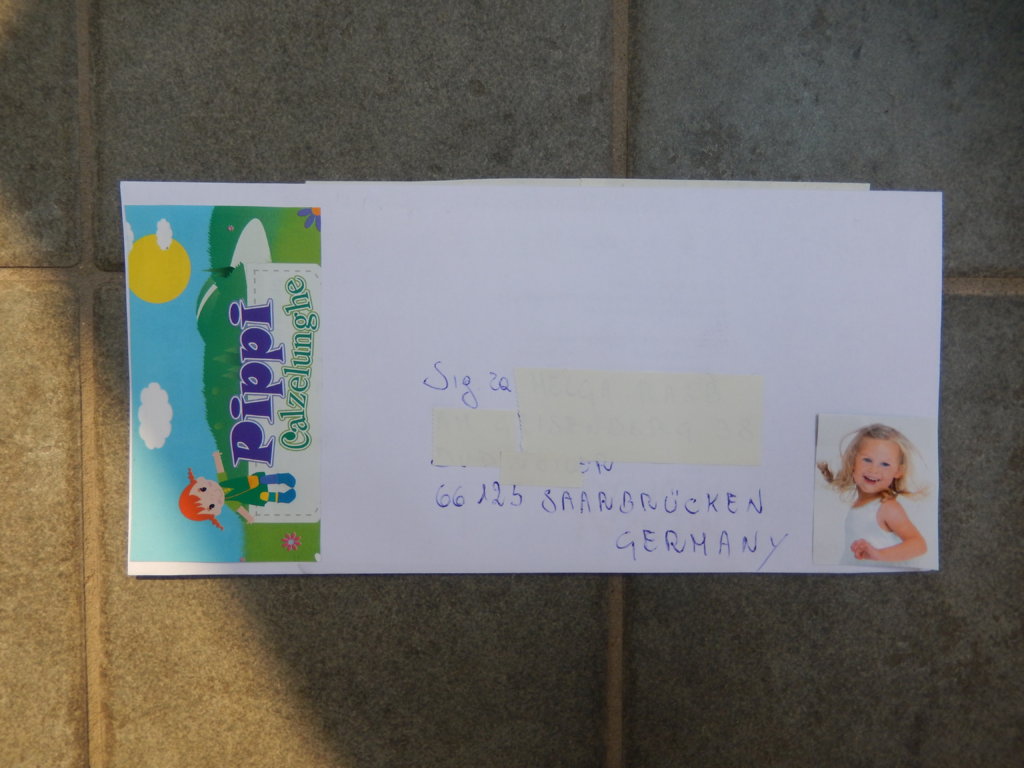 Pippi
Calzelunghe
Sig.ra
66125 SAARBRÜCKEN
GERMANY